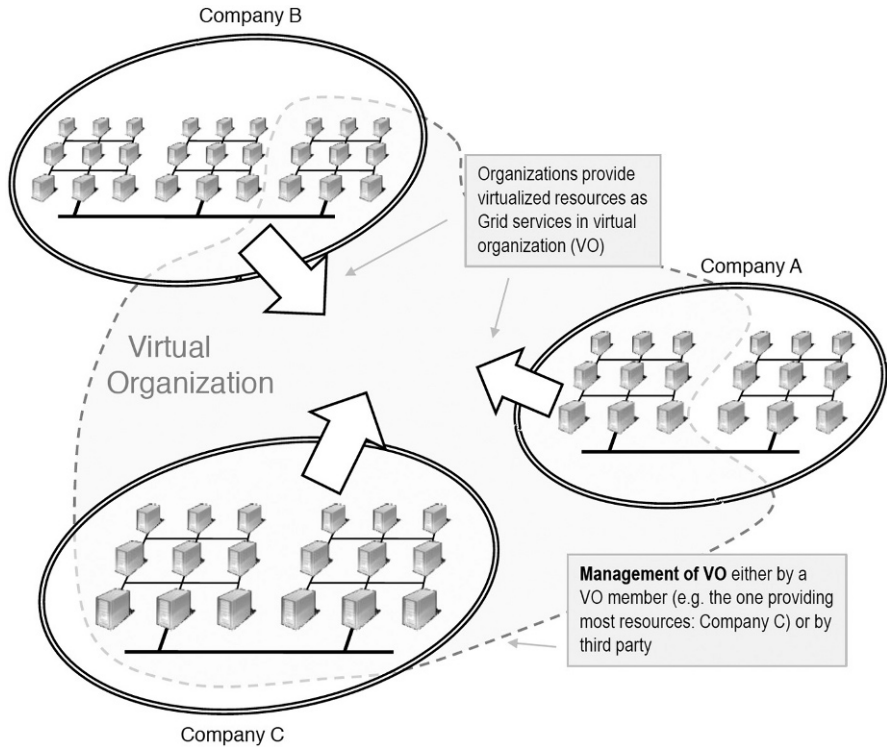 Company B
Organizations provide
virtualized resources as
Grid services in virtual
organization (VO)
Company A
Virtual
Organization
Management of VO either by a
VO member (e.g. the one providing
most resources: Company C) or by
third party
Company C